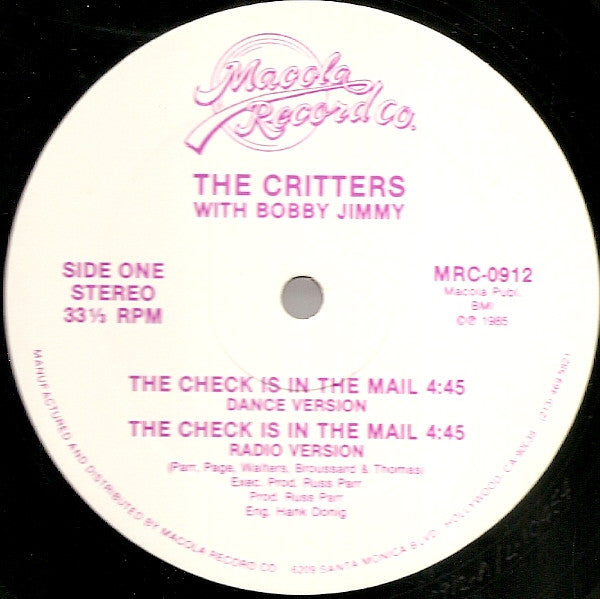 Macola
Record Co.
THE CRITTERS
WITH BOBBY JIMMY
SIDE ONE
STEREO
33⅓ RPM
MRC-0912
Macola Publ.
BMI
©℗ 1985
THE CHECK IS IN THE MAIL 4:45
DANCE VERSION
THE CHECK IS IN THE MAIL 4:45
RADIO VERSION
(Parr, Page, Walters, Broussard & Thomas)
Exec. Prod. Russ Parr
Prod. Russ Parr
Eng. Hank Donig
MANUFACTURED AND DISTRIBUTED BY MACOLA RECORD CO. 6209 SANTA MONICA BLVD. HOLLYWOOD, CA 90038 (213) 469-5821